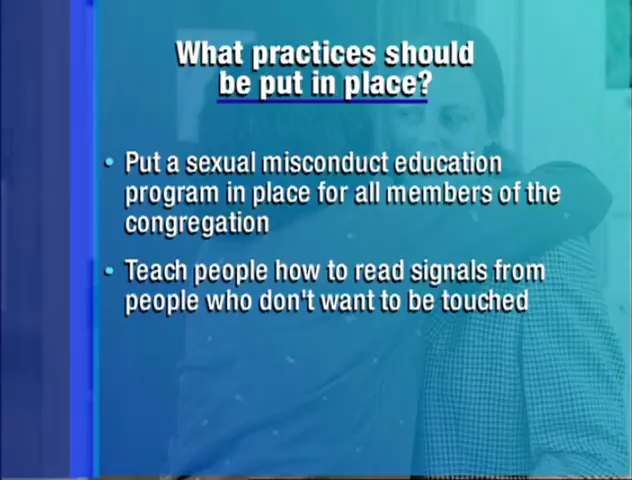 What practices should
be put in place?
• Put a sexual misconduct education
program in place for all members of the
congregation
• Teach people how to read signals from
people who don't want to be touched